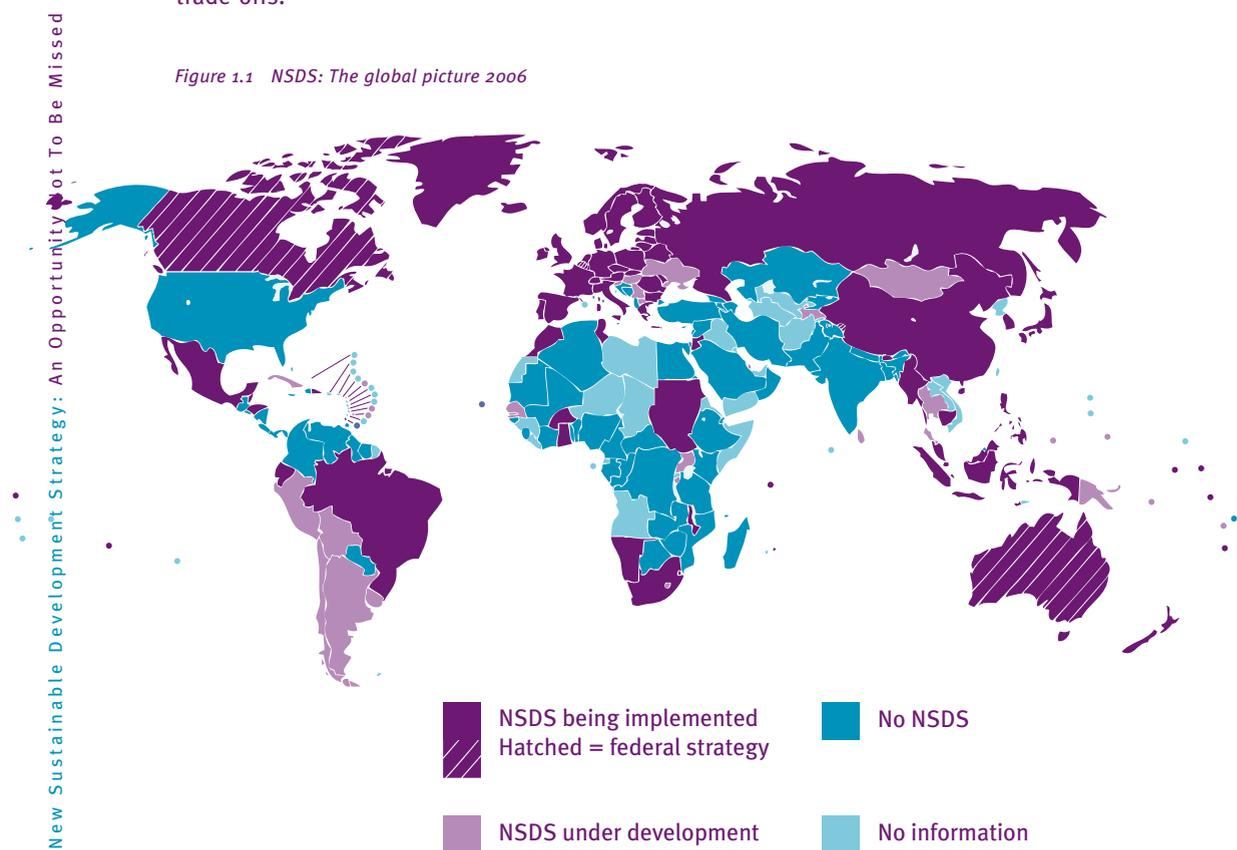 trade-offs.
Figure 1.1 NSDS: The global picture 2006
New Sustainable Development Strategy: An Opportunity Not To Be Missed
NSDS being implemented
Hatched = federal strategy
No NSDS
NSDS under development
No information